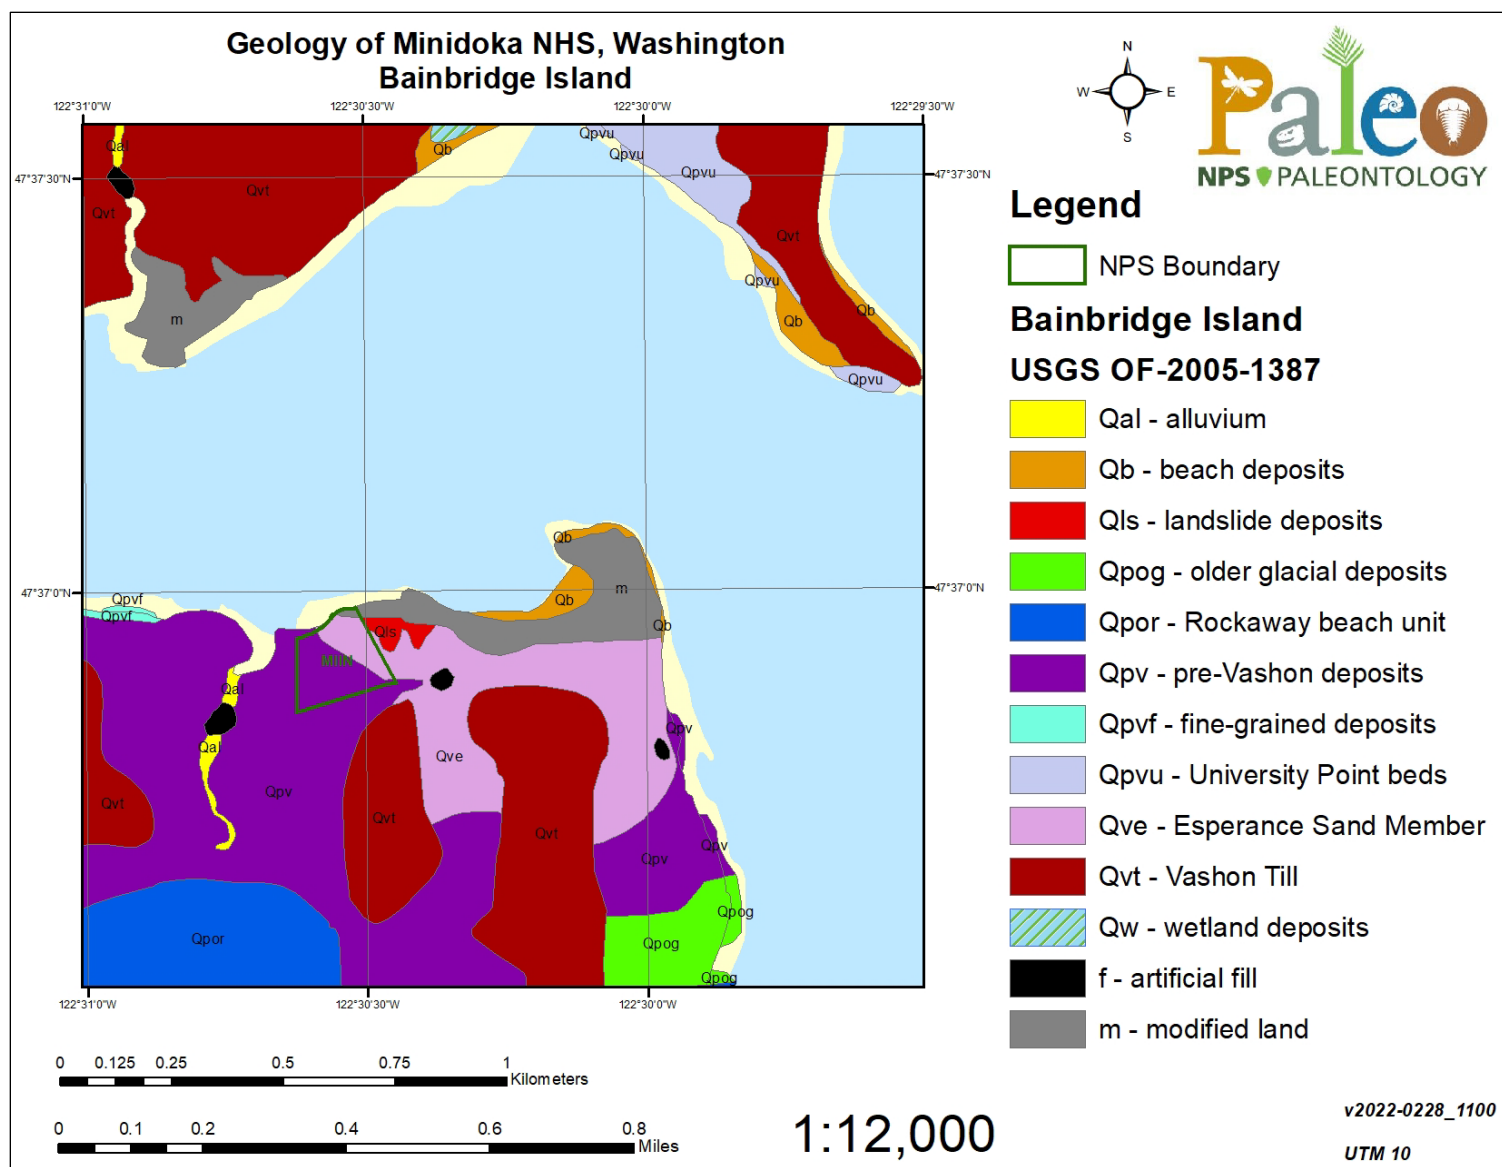 Geology of Minidoka NHS, Washington
Bainbridge Island
N
W
E
S
Paleo
NPS PALEONTOLOGY
122°31'0"W
122°30'30"W
122°30'0"W
122°29'30"W
47°37'30"N
47°37'30"N
Qal
Qvt
Qvt
Qb
m
Qpvu
Qpvu
Qpvu
Qvt
Qpvu
Qb
Qb
Qpvu
47°37'0"N
47°37'0"N
Qpvf
Qpvf
Qb
Qb
m
Qb
Qls
MIIN
Qal
Qal
Qpv
Qve
Qpv
Qvt
Qvt
Qvt
Qpv
Qpv
Qpor
Qpog
Qpog
Qpog
122°31'0"W
122°30'30"W
122°30'0"W
Legend
NPS Boundary
Bainbridge Island
USGS OF-2005-1387
Qal - alluvium
Qb - beach deposits
Qls - landslide deposits
Qpog - older glacial deposits
Qpor - Rockaway beach unit
Qpv - pre-Vashon deposits
Qpvf - fine-grained deposits
Qpvu - University Point beds
Qve - Esperance Sand Member
Qvt - Vashon Till
Qw - wetland deposits
f - artificial fill
m - modified land
0 0.125 0.25 0.5 0.75 1
Kilometers
0 0.1 0.2 0.4 0.6 0.8
Miles
1:12,000
v2022-0228_1100
UTM 10